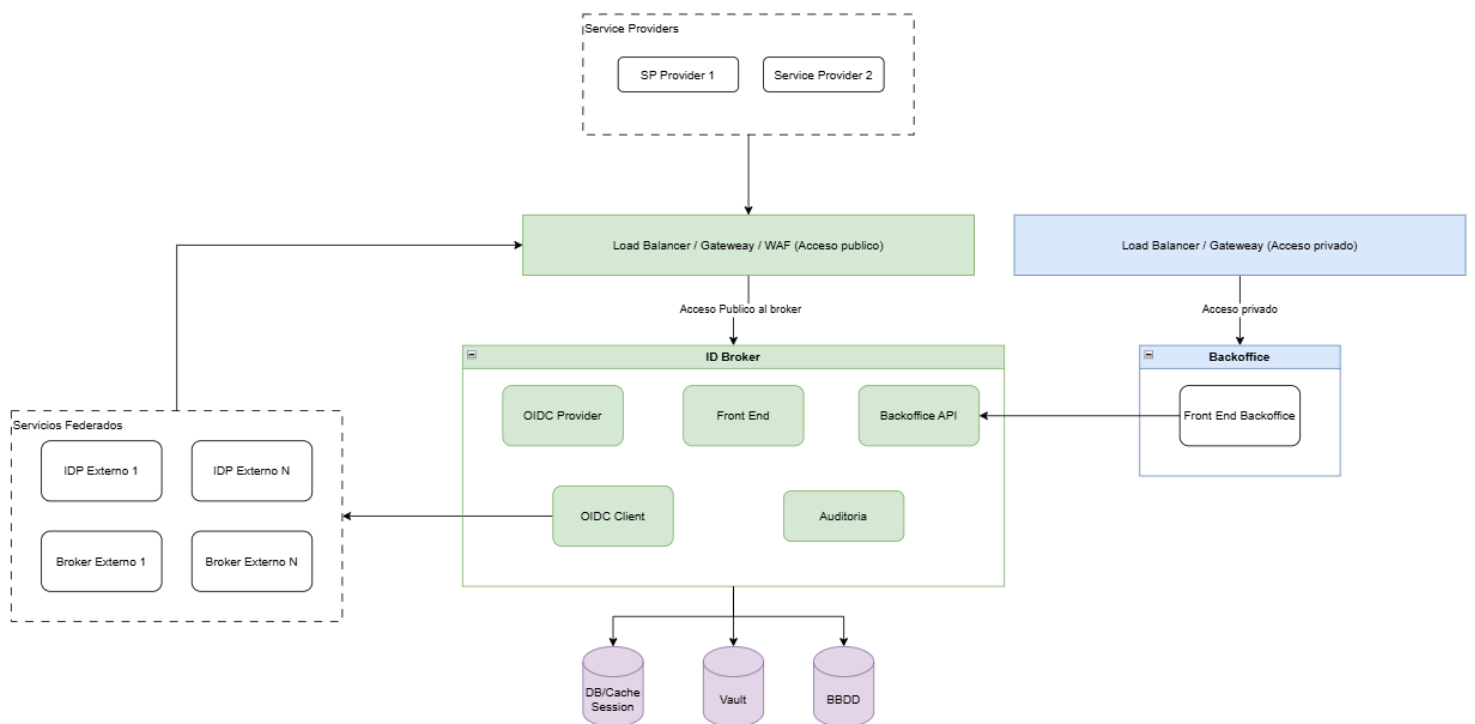 Service Providers
SP Provider 1
Service Provider 2
Load Balancer / Gateweay / WAF (Acceso publico)
Load Balancer / Gateweay (Acceso privado)
Acceso Publico al broker
Acceso privado
ID Broker
Backoffice
OIDC Provider
Front End
Backoffice API
Front End Backoffice
Servicios Federados
IDP Externo 1
IDP Externo N
OIDC Client
Auditoria
Broker Externo 1
Broker Externo N
DB/Cache
Session
Vault
BBDD